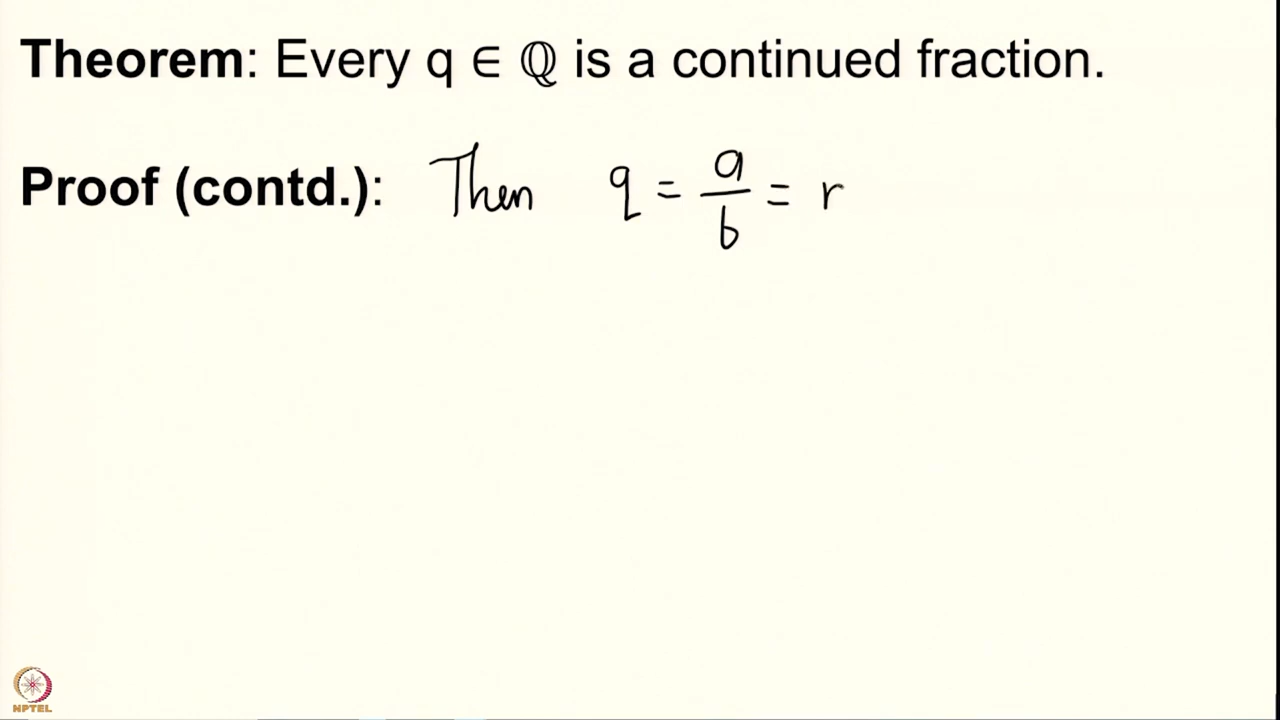 Theorem: Every q ∈ ℚ is a continued fraction.
Proof (contd.): Then q = a/b = r
NPTEL